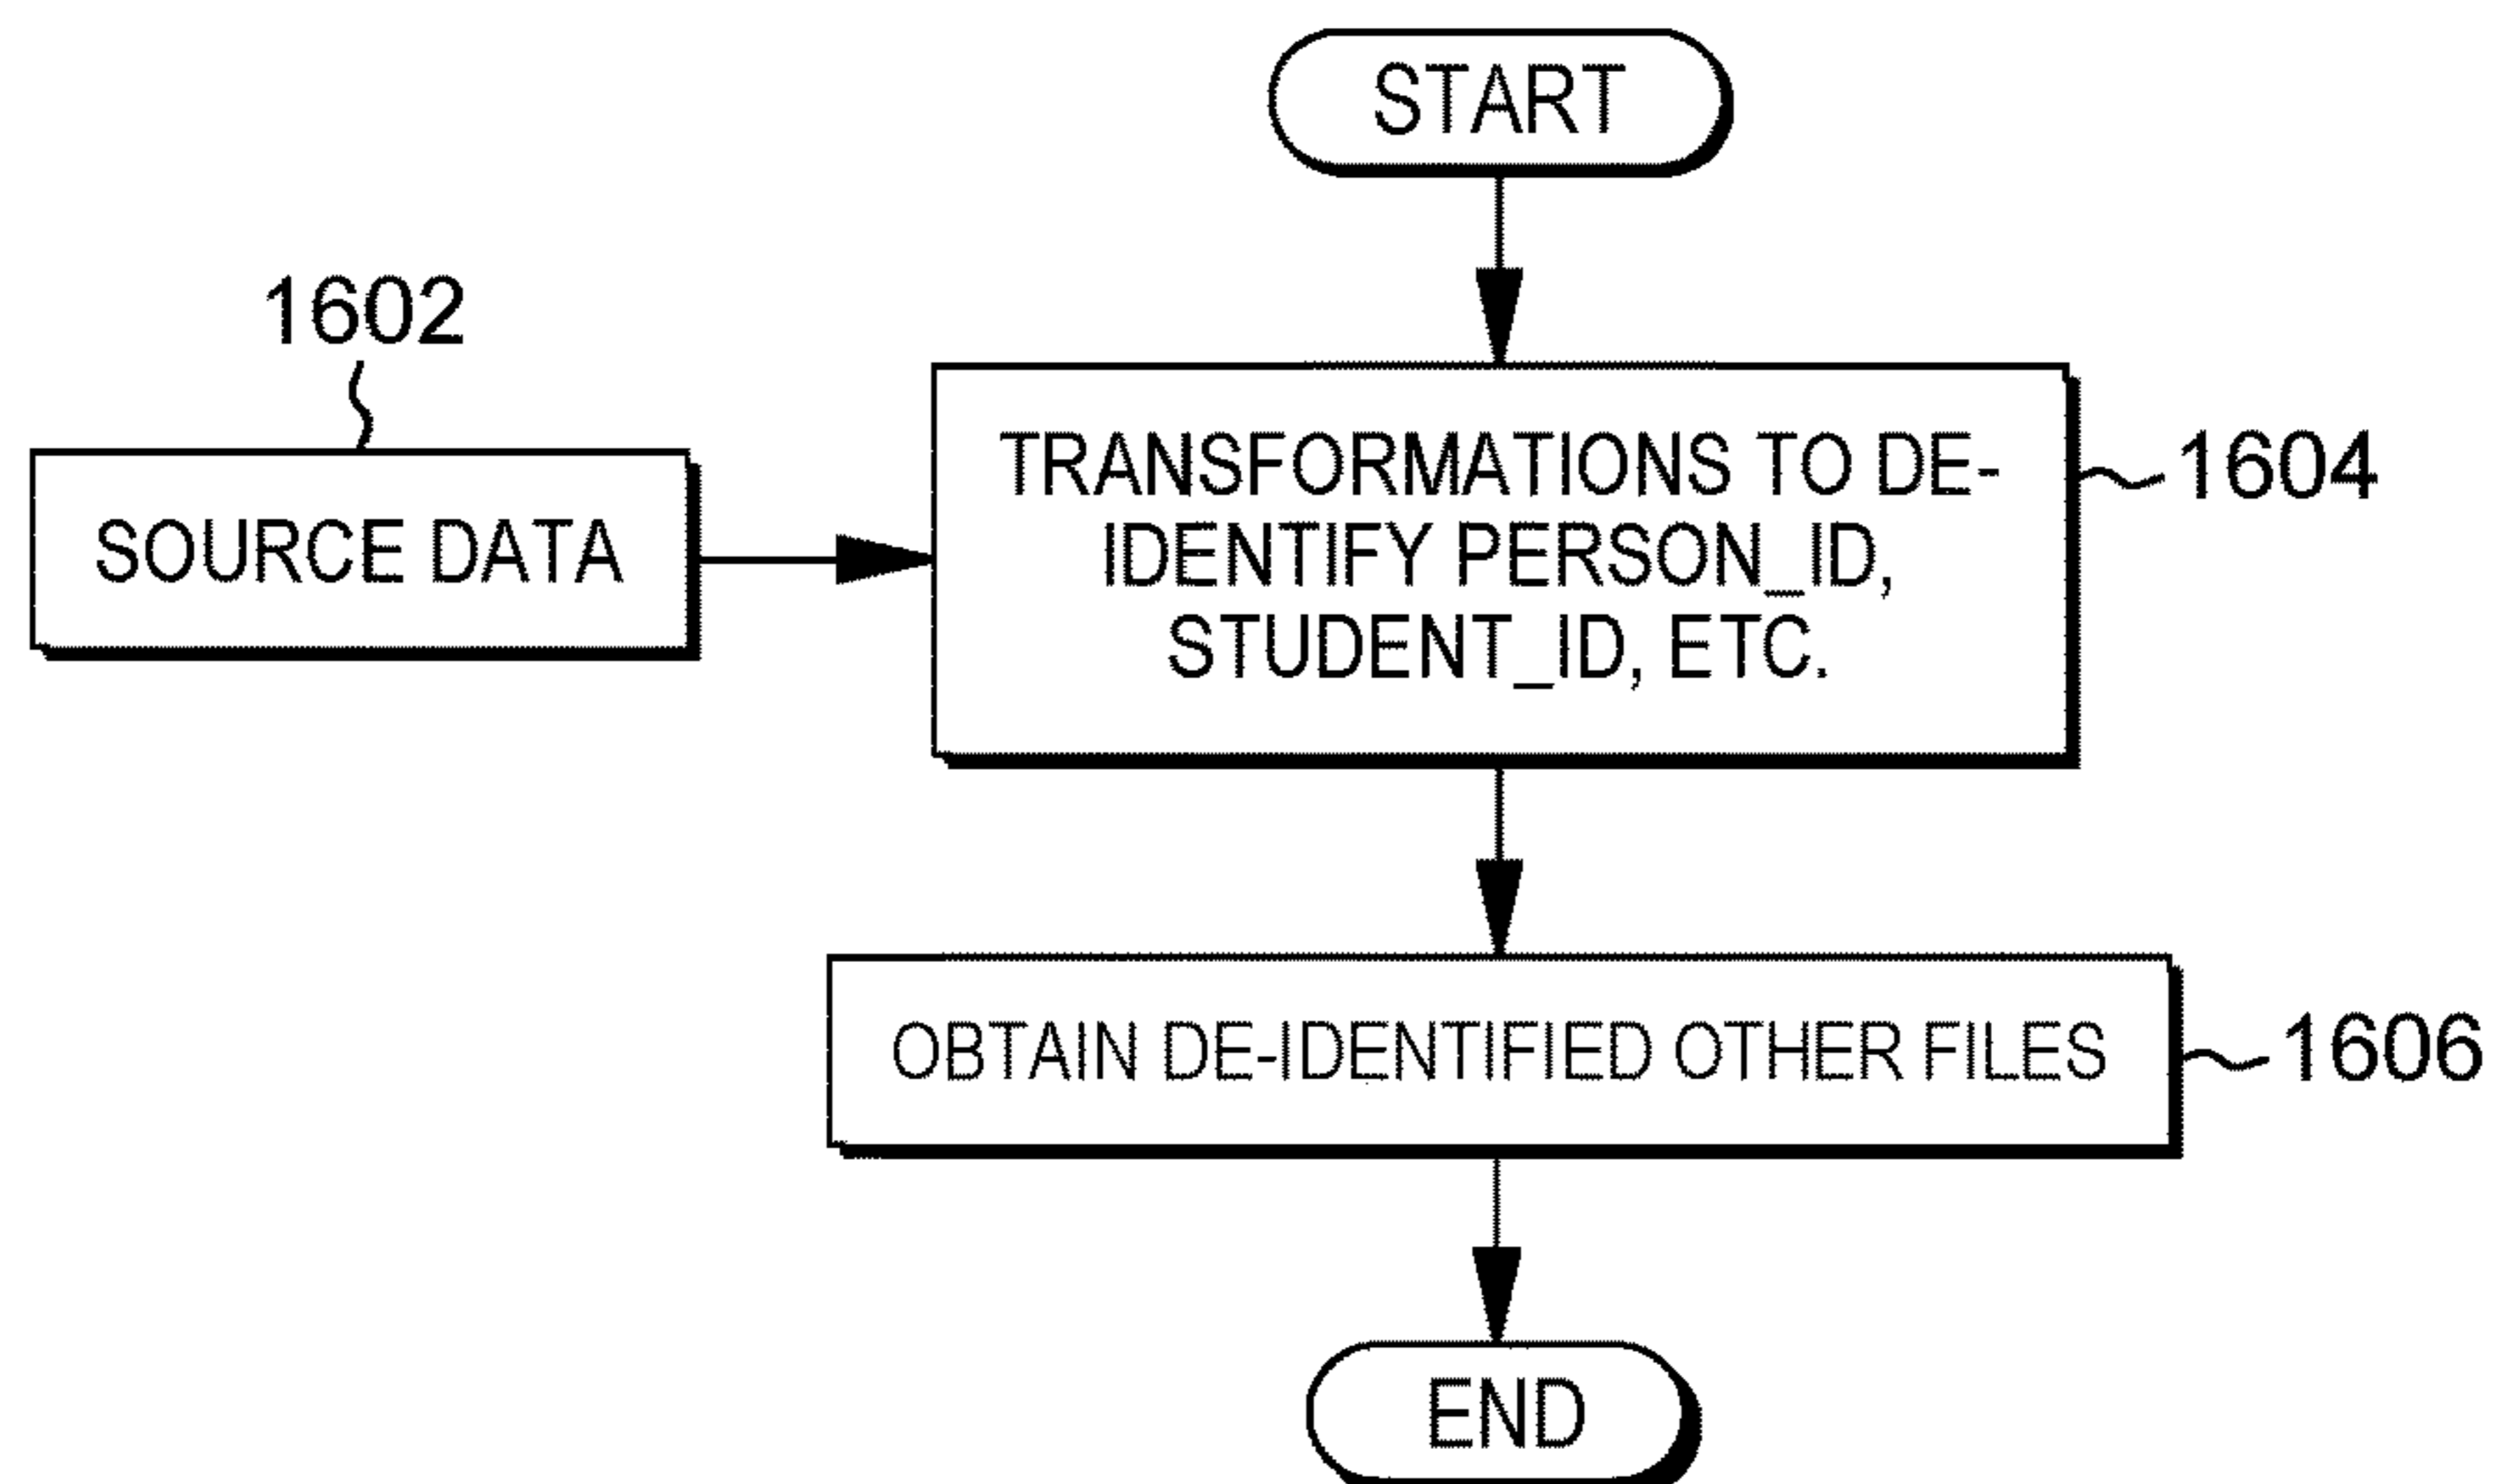 START
1602
SOURCE DATA
TRANSFORMATIONS TO DE-
IDENTIFY PERSON_ID,
STUDENT_ID, ETC.
1604
OBTAIN DE-IDENTIFIED OTHER FILES
1606
END